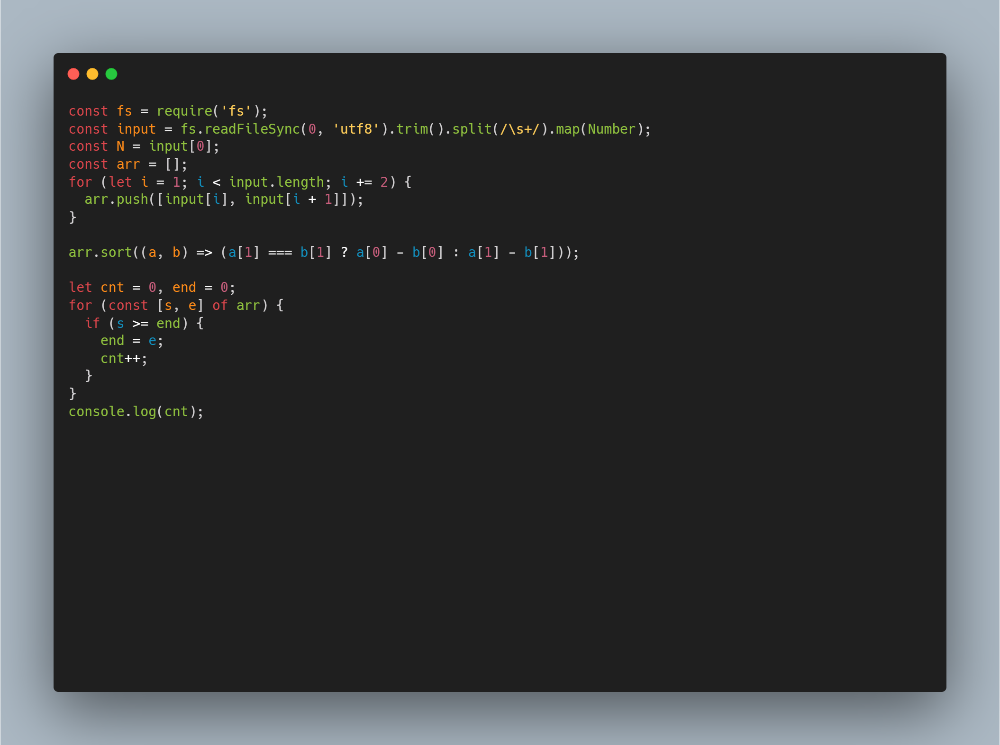 const fs = require('fs');
const input = fs.readFileSync(0, 'utf8').trim().split(/\s+/).map(Number);
const N = input[0];
const arr = [];
for (let i = 1; i < input.length; i += 2) {
  arr.push([input[i], input[i + 1]]);
}

arr.sort((a, b) => (a[1] === b[1] ? a[0] - b[0] : a[1] - b[1]));

let cnt = 0, end = 0;
for (const [s, e] of arr) {
  if (s >= end) {
    end = e;
    cnt++;
  }
}
console.log(cnt);